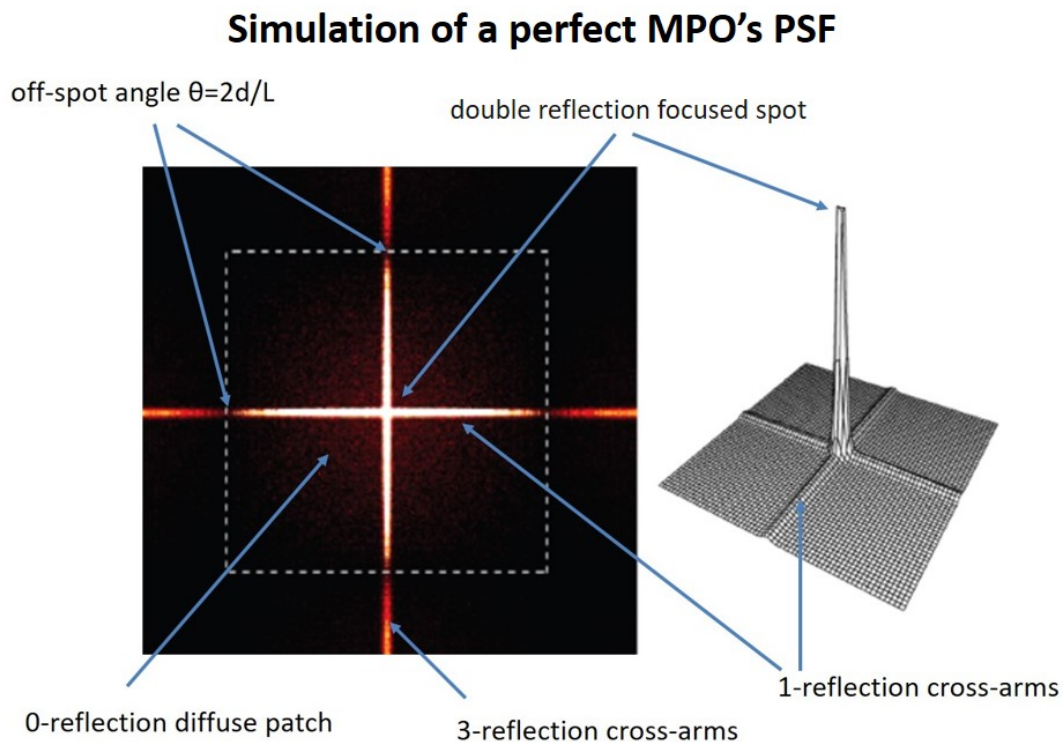 Simulation of a perfect MPO's PSF
off-spot angle θ=2d/L
double reflection focused spot
1-reflection cross-arms
0-reflection diffuse patch
3-reflection cross-arms